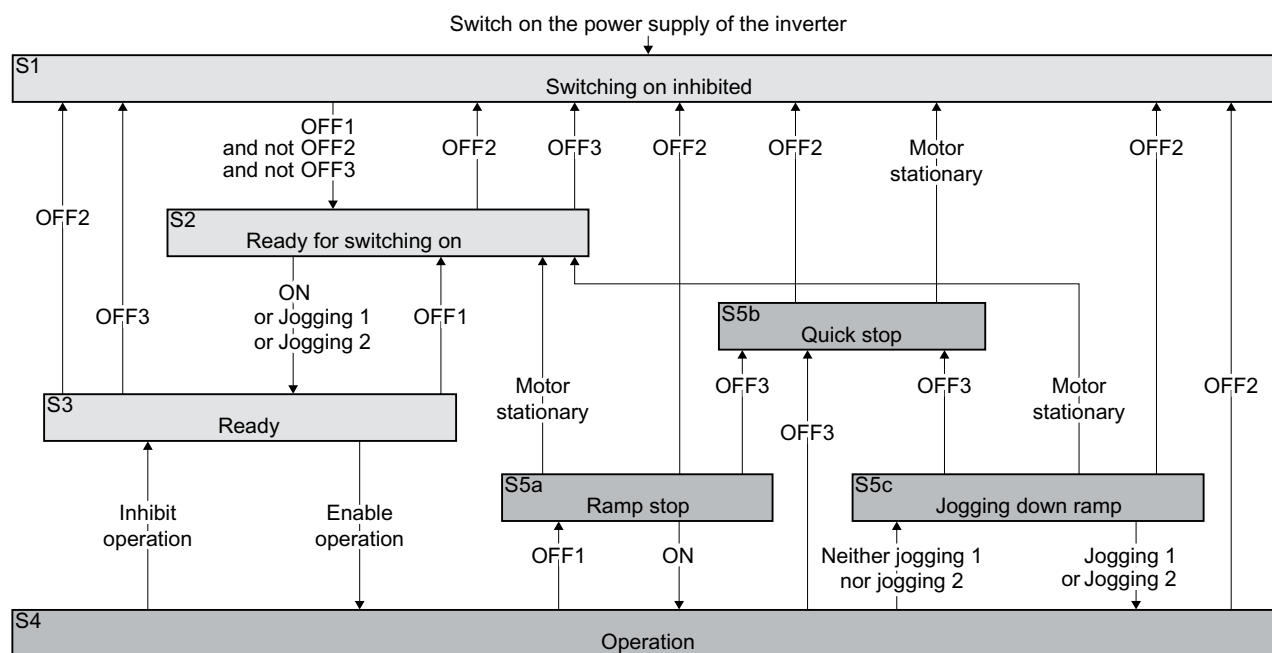 Switch on the power supply of the inverter
S1
Switching on inhibited
OFF1
and not OFF2
and not OFF3
OFF2
OFF3
OFF2
OFF2
Motor
stationary
OFF2
OFF2
S2
Ready for switching on
OFF3
ON
or Jogging 1
or Jogging 2
OFF1
S5b
Quick stop
OFF3
OFF3
OFF2
Motor
stationary
Motor
stationary
S3
Ready
OFF3
S5a
Ramp stop
S5c
Jogging down ramp
Inhibit
operation
Enable
operation
OFF1
ON
Neither jogging 1
nor jogging 2
Jogging 1
or Jogging 2
S4
Operation